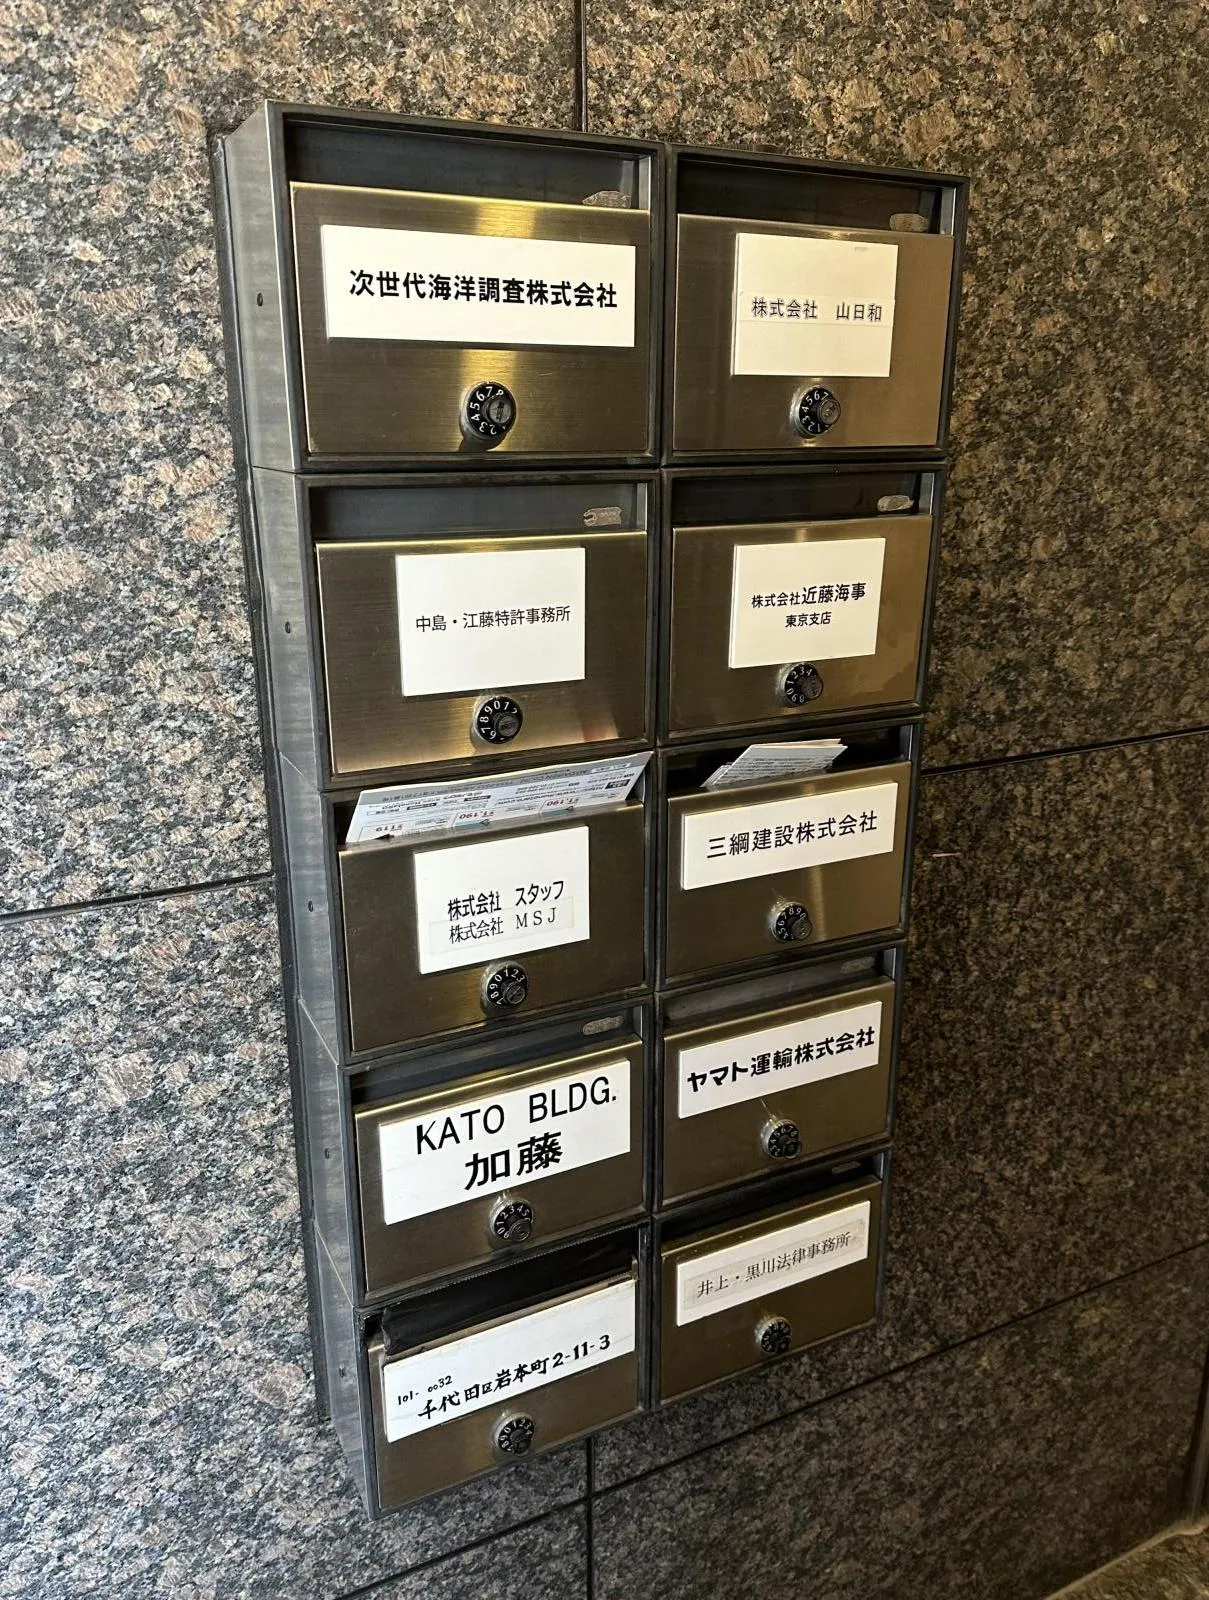 次世代海洋調査株式会社
株式会社 山日和
中島・江藤特許事務所
株式会社近藤海事
東京支店
株式会社 スタッフ
株式会社 MSJ
三綱建設株式会社
KATO BLDG.
加藤
ヤマト運輸株式会社
101-0032
千代田区岩本町2-11-3
井上・黒川法律事務所